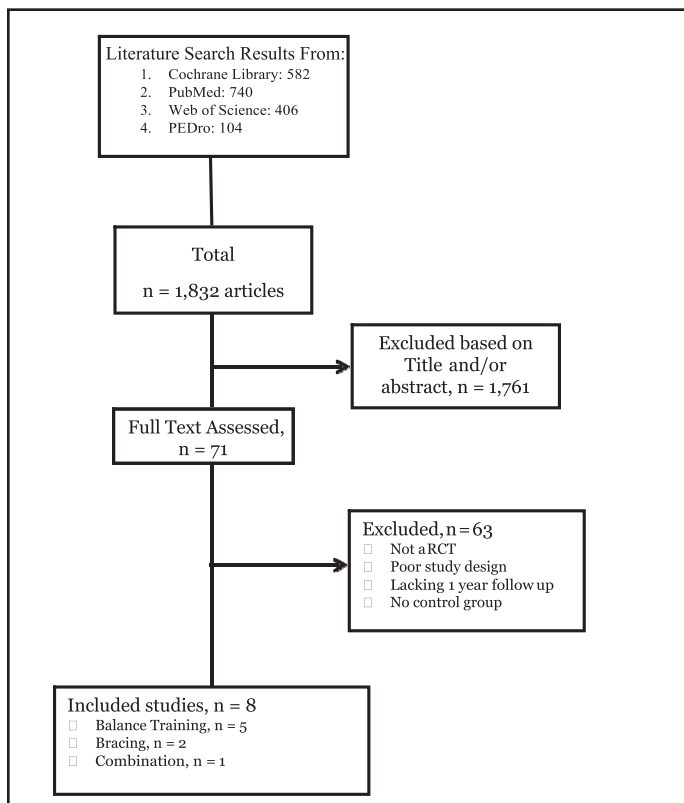 Literature Search Results From:
1. Cochrane Library: 582
2. PubMed: 740
3. Web of Science: 406
4. PEDro: 104
Total
n = 1,832 articles
Excluded based on
Title and/or
abstract, n = 1,761
Full Text Assessed,
n = 71
Excluded, n = 63
Not a RCT
Poor study design
Lacking 1 year follow up
No control group
Included studies, n = 8
Balance Training, n = 5
Bracing, n = 2
Combination, n = 1